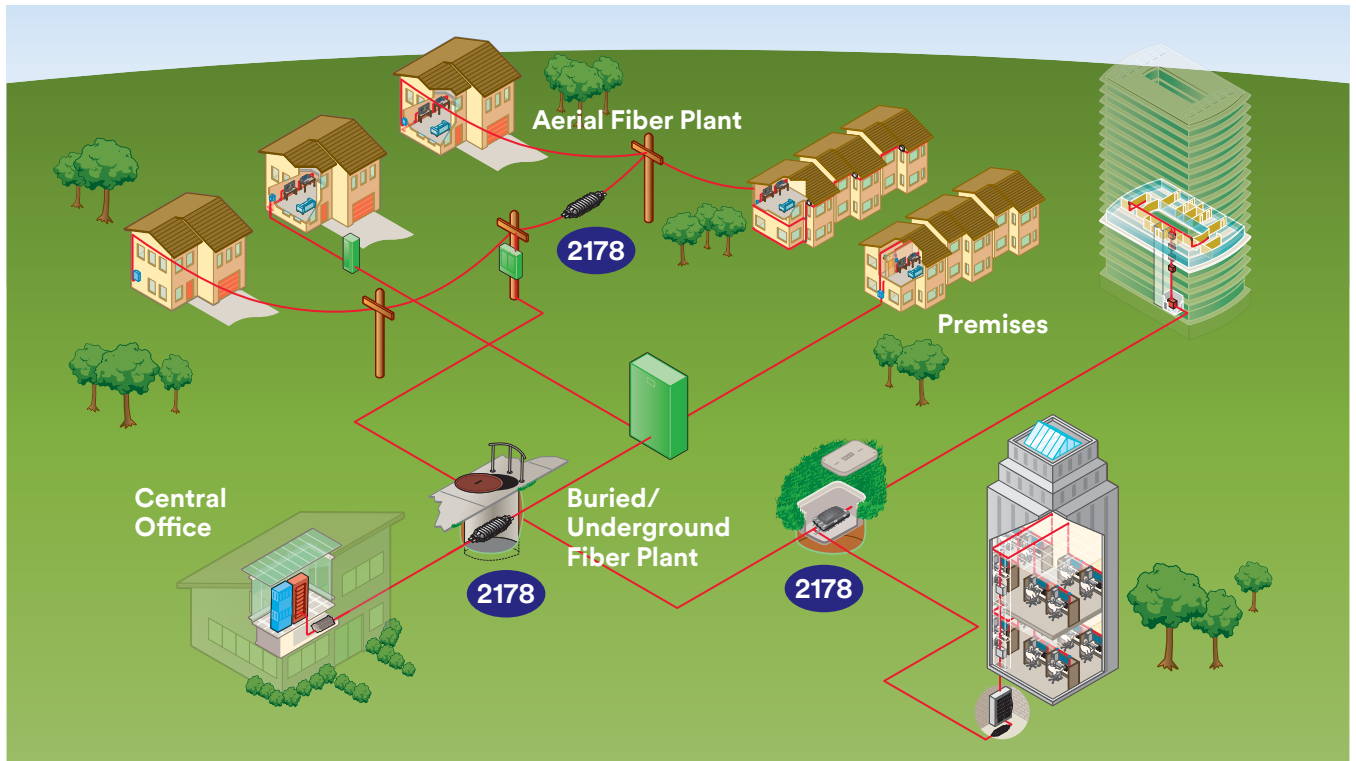 Aerial Fiber Plant
2178
Premises
Central
Office
Buried/
Underground
Fiber Plant
2178
2178